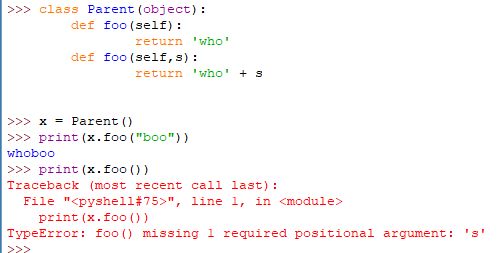 >>> class Parent(object):
        def foo(self):
                return 'who'
        def foo(self,s):
                return 'who' + s

>>> x = Parent()
>>> print(x.foo("boo"))
whoboo
>>> print(x.foo())
Traceback (most recent call last):
  File "<pyshell#75>", line 1, in <module>
    print(x.foo())
TypeError: foo() missing 1 required positional argument: 's'
>>>